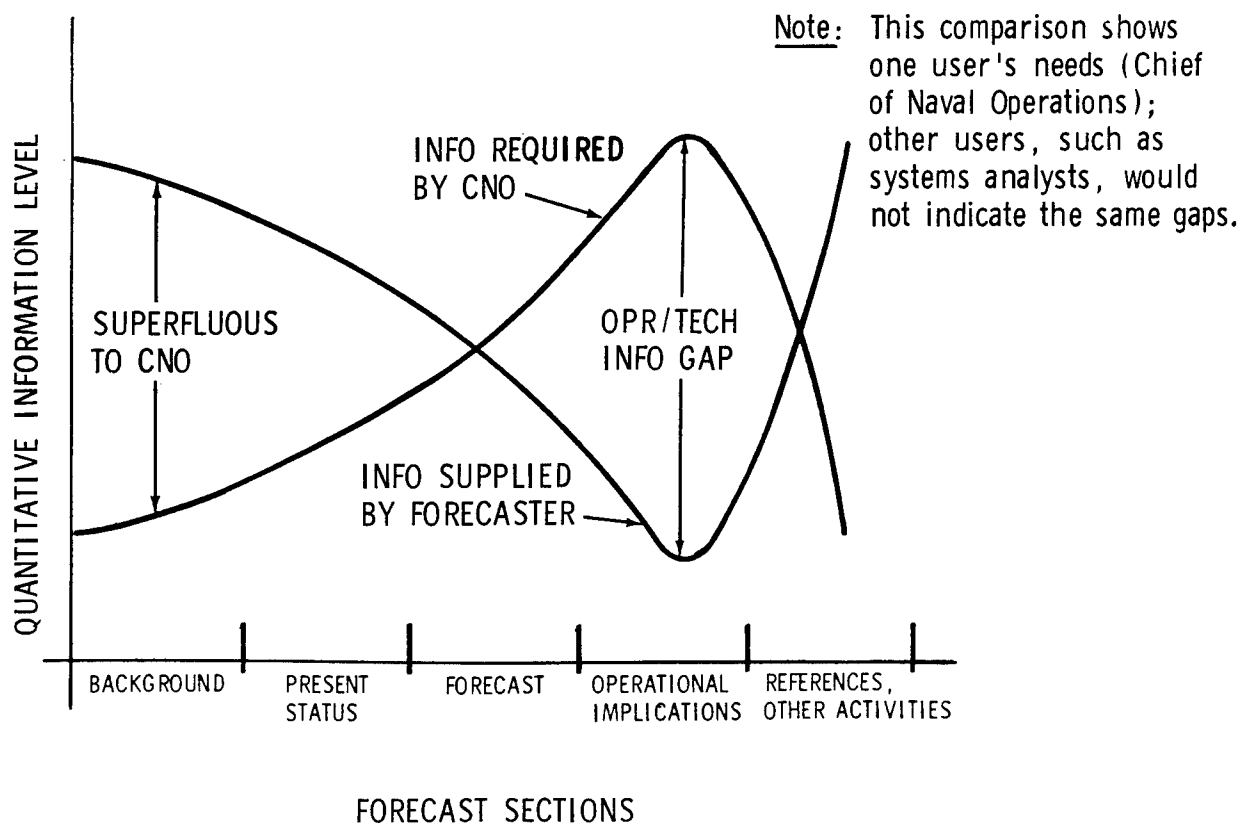 Note: This comparison shows
one user's needs (Chief
of Naval Operations);
other users, such as
systems analysts, would
not indicate the same gaps.
QUANTITATIVE INFORMATION LEVEL
INFO REQUIRED
BY CNO
SUPERFLUOUS
TO CNO
OPR/TECH
INFO GAP
INFO SUPPLIED
BY FORECASTER
BACKGROUND
PRESENT
STATUS
FORECAST
OPERATIONAL
IMPLICATIONS
REFERENCES,
OTHER ACTIVITIES
FORECAST SECTIONS